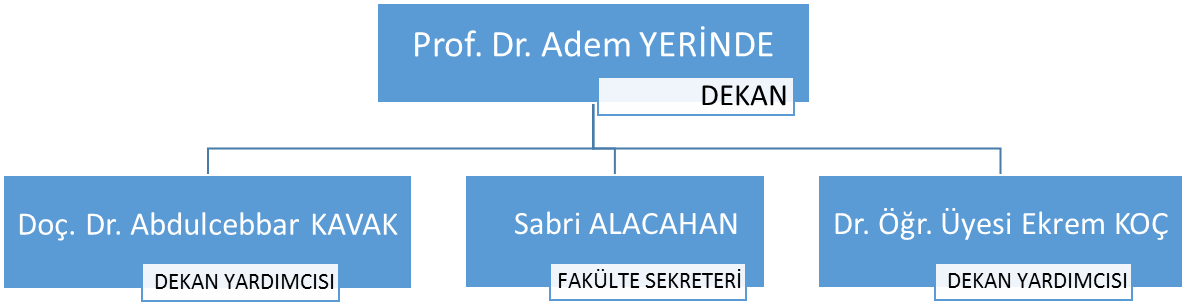 Prof. Dr. Adem YERİNDE
DEKAN
Doç. Dr. Abdulcebbar KAVAK
DEKAN YARDIMCISI
Sabri ALACAHAN
FAKÜLTE SEKRETERİ
Dr. Öğr. Üyesi Ekrem KOÇ
DEKAN YARDIMCISI